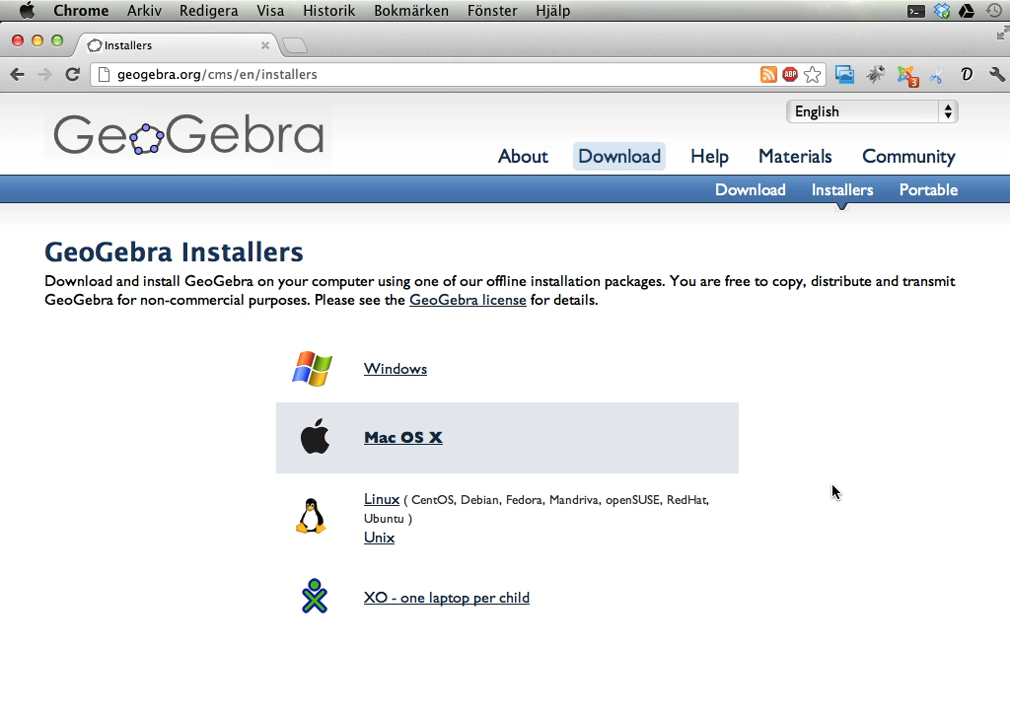 Chrome Arkiv Redigera Visa Historik Bokmärken Fönster Hjälp
Installers
geogebra.org/cms/en/installers
ABP
3
D
English
GeoGebra
About Download Help Materials Community
Download Installers Portable
GeoGebra Installers
Download and install GeoGebra on your computer using one of our offline installation packages. You are free to copy, distribute and transmit
GeoGebra for non-commercial purposes. Please see the GeoGebra license for details.
Windows
Mac OS X
Linux ( CentOS, Debian, Fedora, Mandriva, openSUSE, RedHat,
Ubuntu )
Unix
XO - one laptop per child